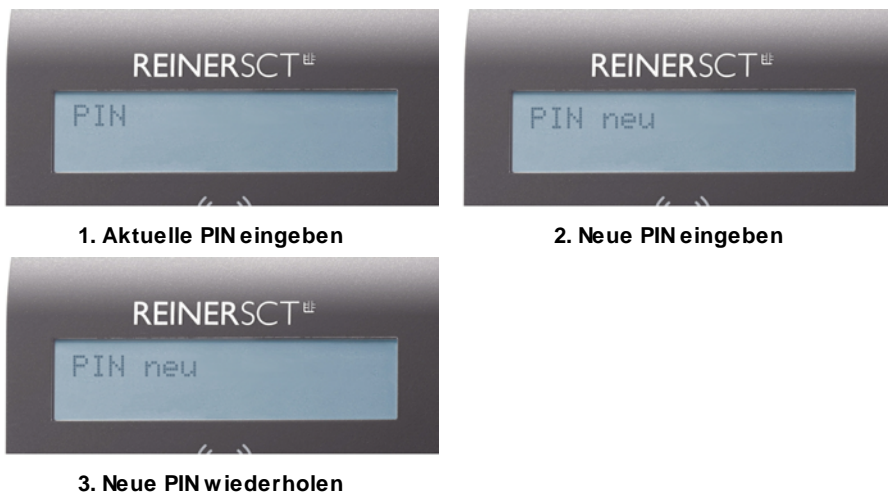 REINERSCT
PIN
1. Aktuelle PIN eingeben
REINERSCT
PIN neu
2. Neue PIN eingeben
REINERSCT
PIN neu
3. Neue PIN wiederholen